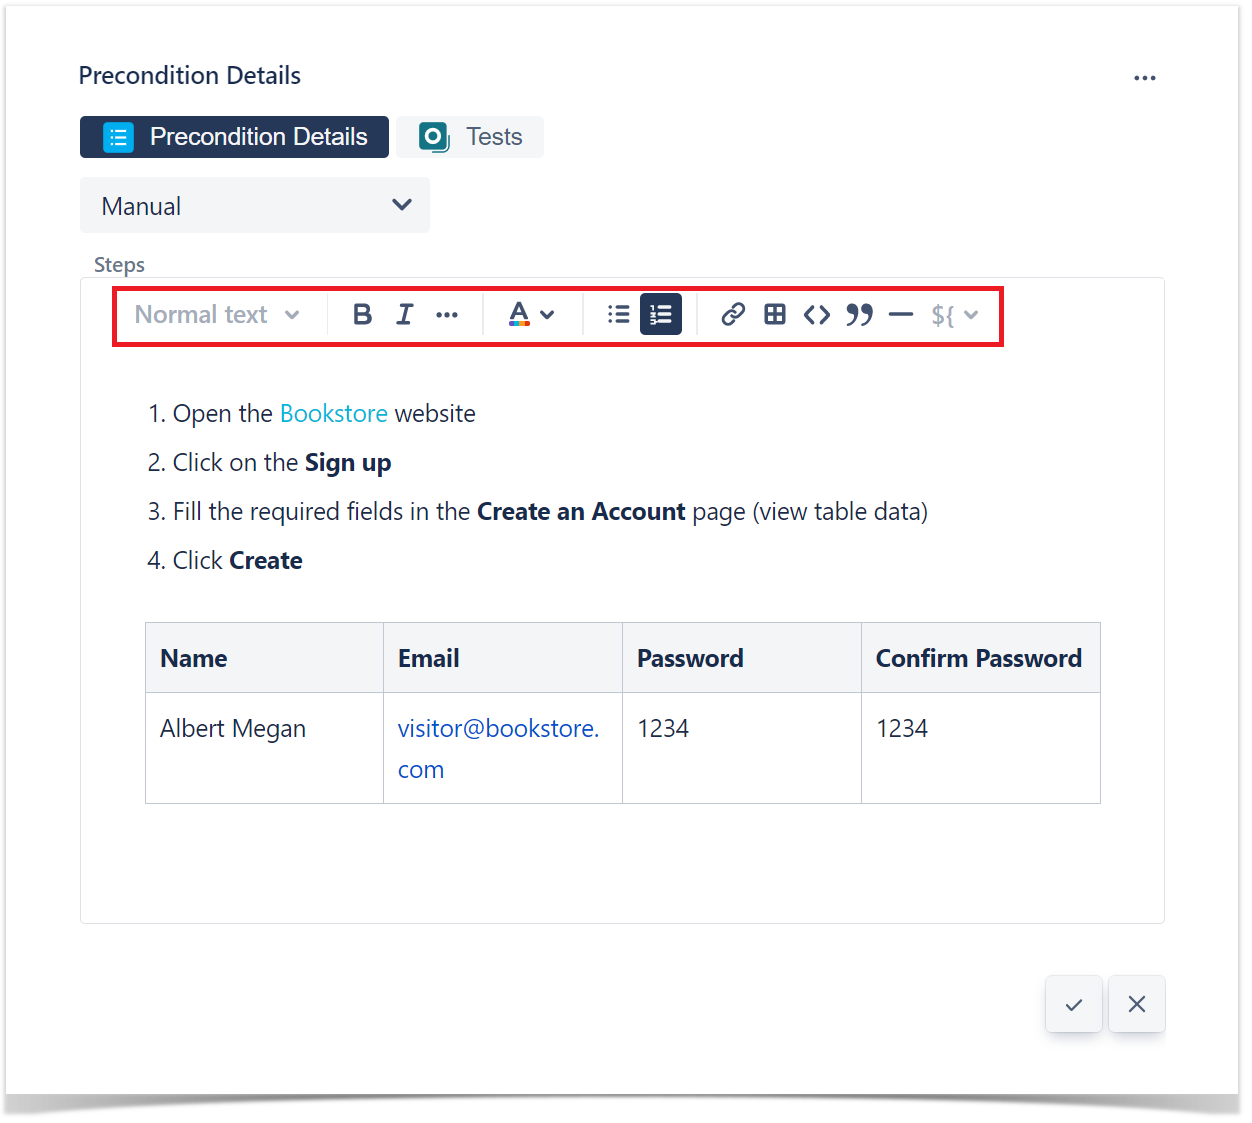 Precondition Details
Precondition Details Tests
Manual
Steps
Normal text B I A ${
1. Open the Bookstore website
2. Click on the Sign up
3. Fill the required fields in the Create an Account page (view table data)
4. Click Create
Name Email Password Confirm Password
Albert Megan visitor@bookstore. 1234 1234
com